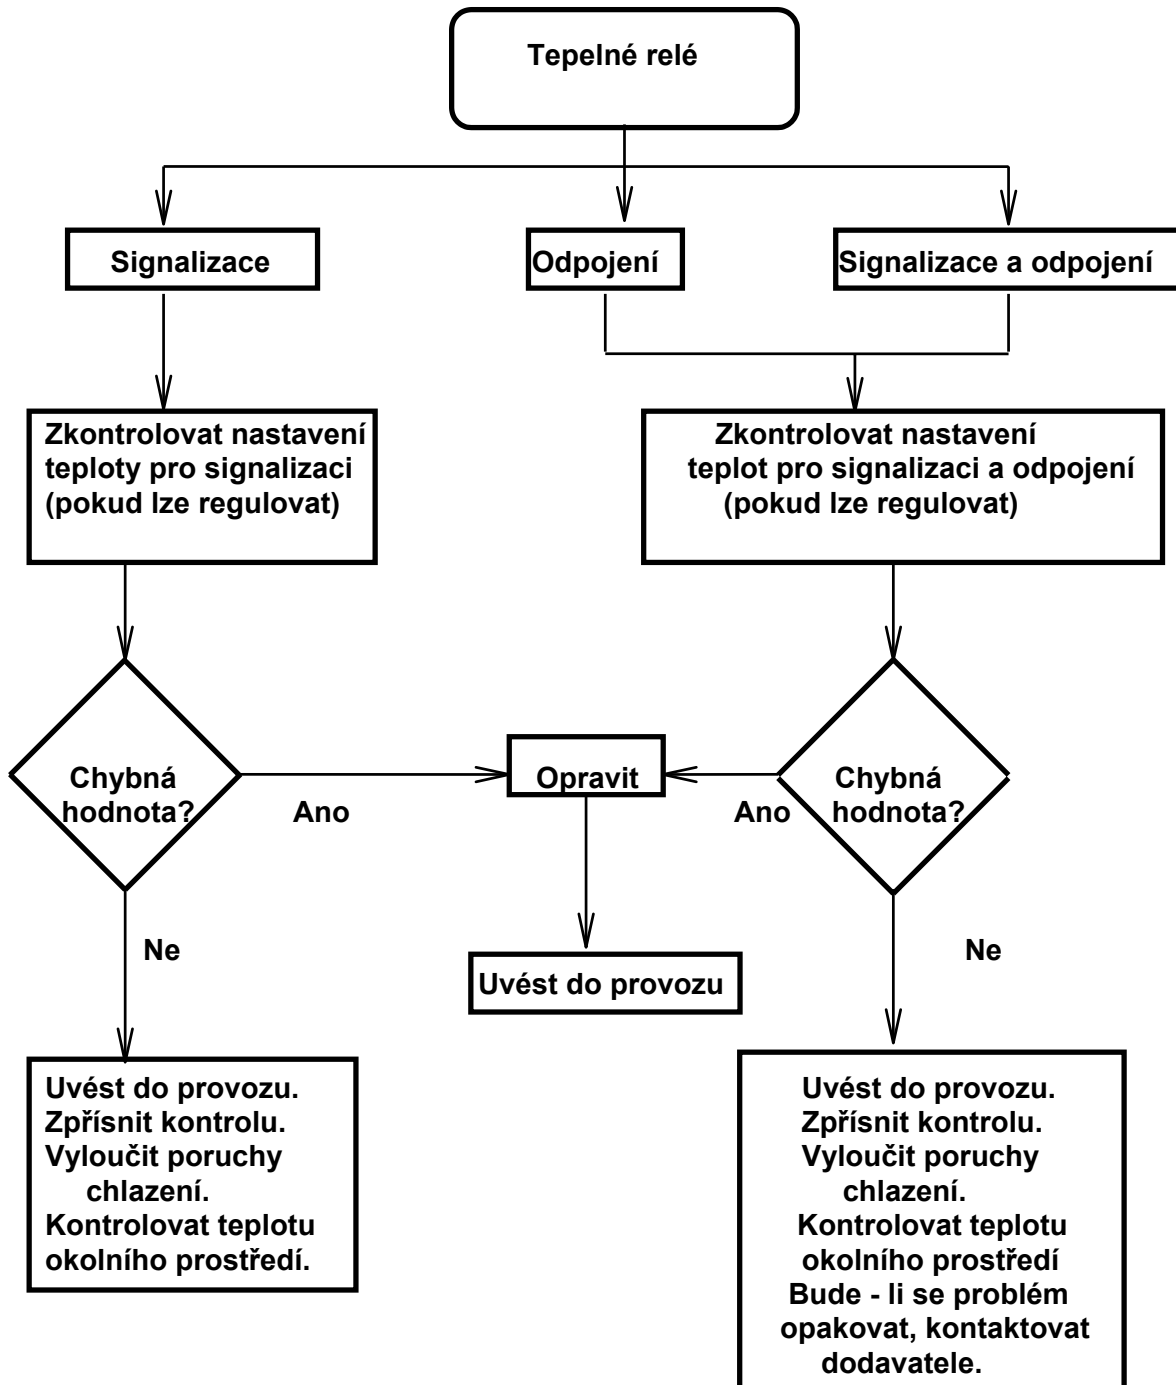 Tepelné relé
Signalizace
Odpojení
Signalizace a odpojení
Zkontrolovat nastavení
teploty pro signalizaci
(pokud lze regulovat)
Zkontrolovat nastavení
teplot pro signalizaci a odpojení
(pokud lze regulovat)
Chybná
hodnota?
Ano
Opravit
Ano
Chybná
hodnota?
Ne
Uvést do provozu
Ne
Uvést do provozu.
Zpřísnit kontrolu.
Vyloučit poruchy
chlazení.
Kontrolovat teplotu
okolního prostředí.
Uvést do provozu.
Zpřísnit kontrolu.
Vyloučit poruchy
chlazení.
Kontrolovat teplotu
okolního prostředí
Bude - li se problém
opakovat, kontaktovat
dodavatele.